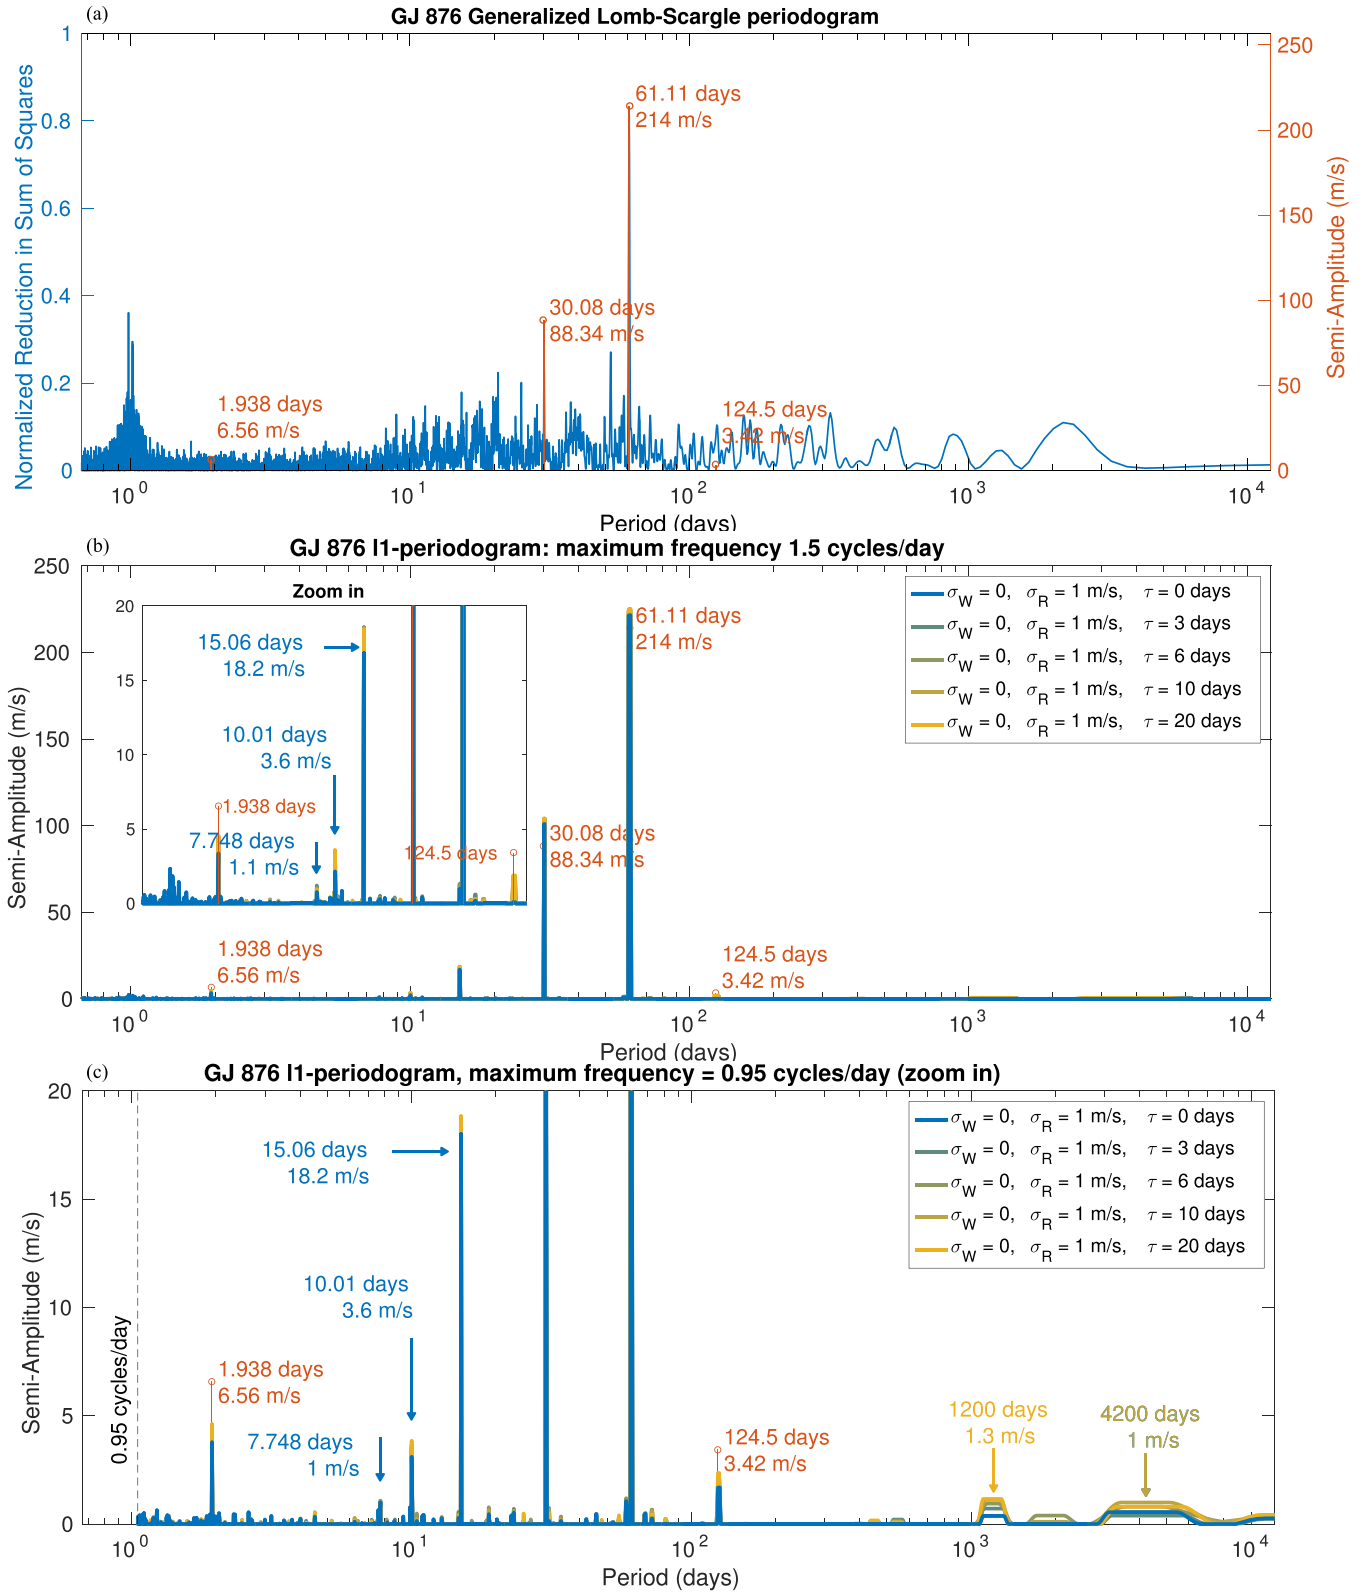 (a)
GJ 876 Generalized Lomb-Scargle periodogram
Normalized Reduction in Sum of Squares
Semi-Amplitude (m/s)
1
0.8
0.6
0.4
0.2
0
250
200
150
100
50
0
61.11 days
214 m/s
30.08 days
88.34 m/s
1.938 days
6.56 m/s
124.5 days
3.42 m/s
10^0
10^1
10^2
10^3
10^4
Period (days)
(b)
GJ 876 l1-periodogram: maximum frequency 1.5 cycles/day
Semi-Amplitude (m/s)
250
200
150
100
50
0
Zoom in
20
15
10
5
0
15.06 days
18.2 m/s
10.01 days
3.6 m/s
1.938 days
7.748 days
1.1 m/s
124.5 days
61.11 days
214 m/s
30.08 days
88.34 m/s
1.938 days
6.56 m/s
124.5 days
3.42 m/s
σW = 0, σR = 1 m/s, τ = 0 days
σW = 0, σR = 1 m/s, τ = 3 days
σW = 0, σR = 1 m/s, τ = 6 days
σW = 0, σR = 1 m/s, τ = 10 days
σW = 0, σR = 1 m/s, τ = 20 days
10^0
10^1
10^2
10^3
10^4
Period (days)
(c)
GJ 876 l1-periodogram, maximum frequency = 0.95 cycles/day (zoom in)
Semi-Amplitude (m/s)
20
15
10
5
0
0.95 cycles/day
15.06 days
18.2 m/s
10.01 days
3.6 m/s
1.938 days
6.56 m/s
7.748 days
1 m/s
124.5 days
3.42 m/s
1200 days
1.3 m/s
4200 days
1 m/s
σW = 0, σR = 1 m/s, τ = 0 days
σW = 0, σR = 1 m/s, τ = 3 days
σW = 0, σR = 1 m/s, τ = 6 days
σW = 0, σR = 1 m/s, τ = 10 days
σW = 0, σR = 1 m/s, τ = 20 days
10^0
10^1
10^2
10^3
10^4
Period (days)